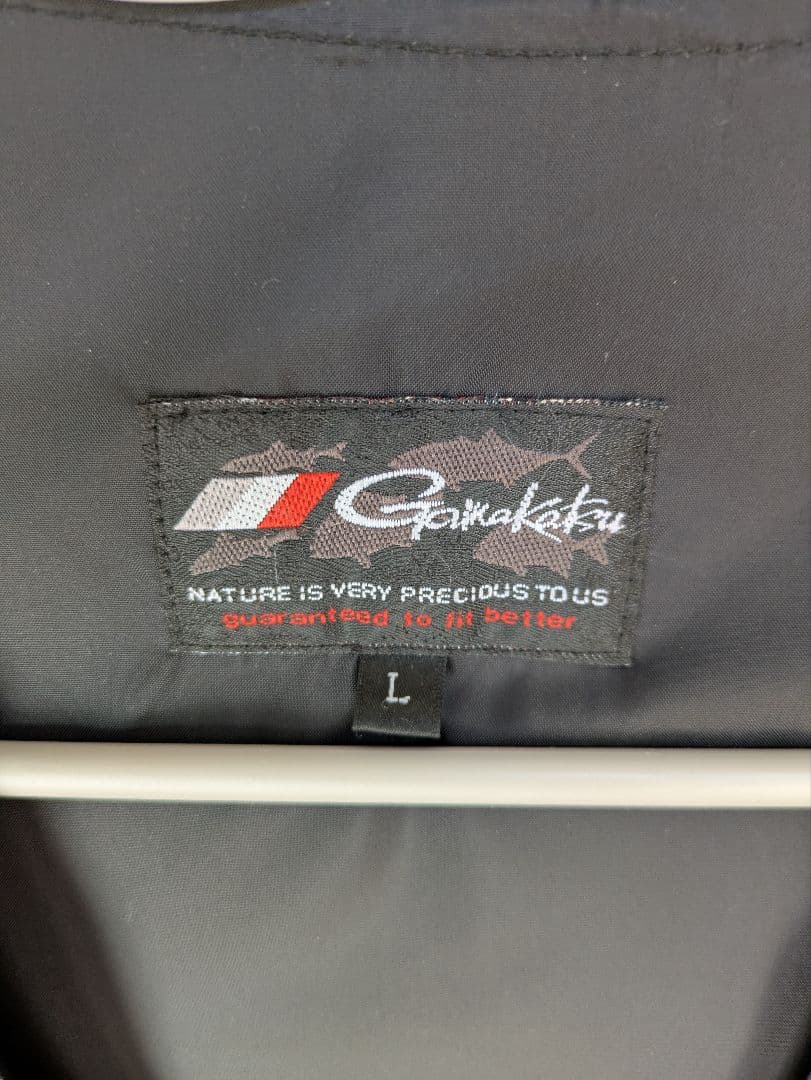 Gamakatsu
NATURE IS VERY PRECIOUS TO US
guaranteed to fit better
L